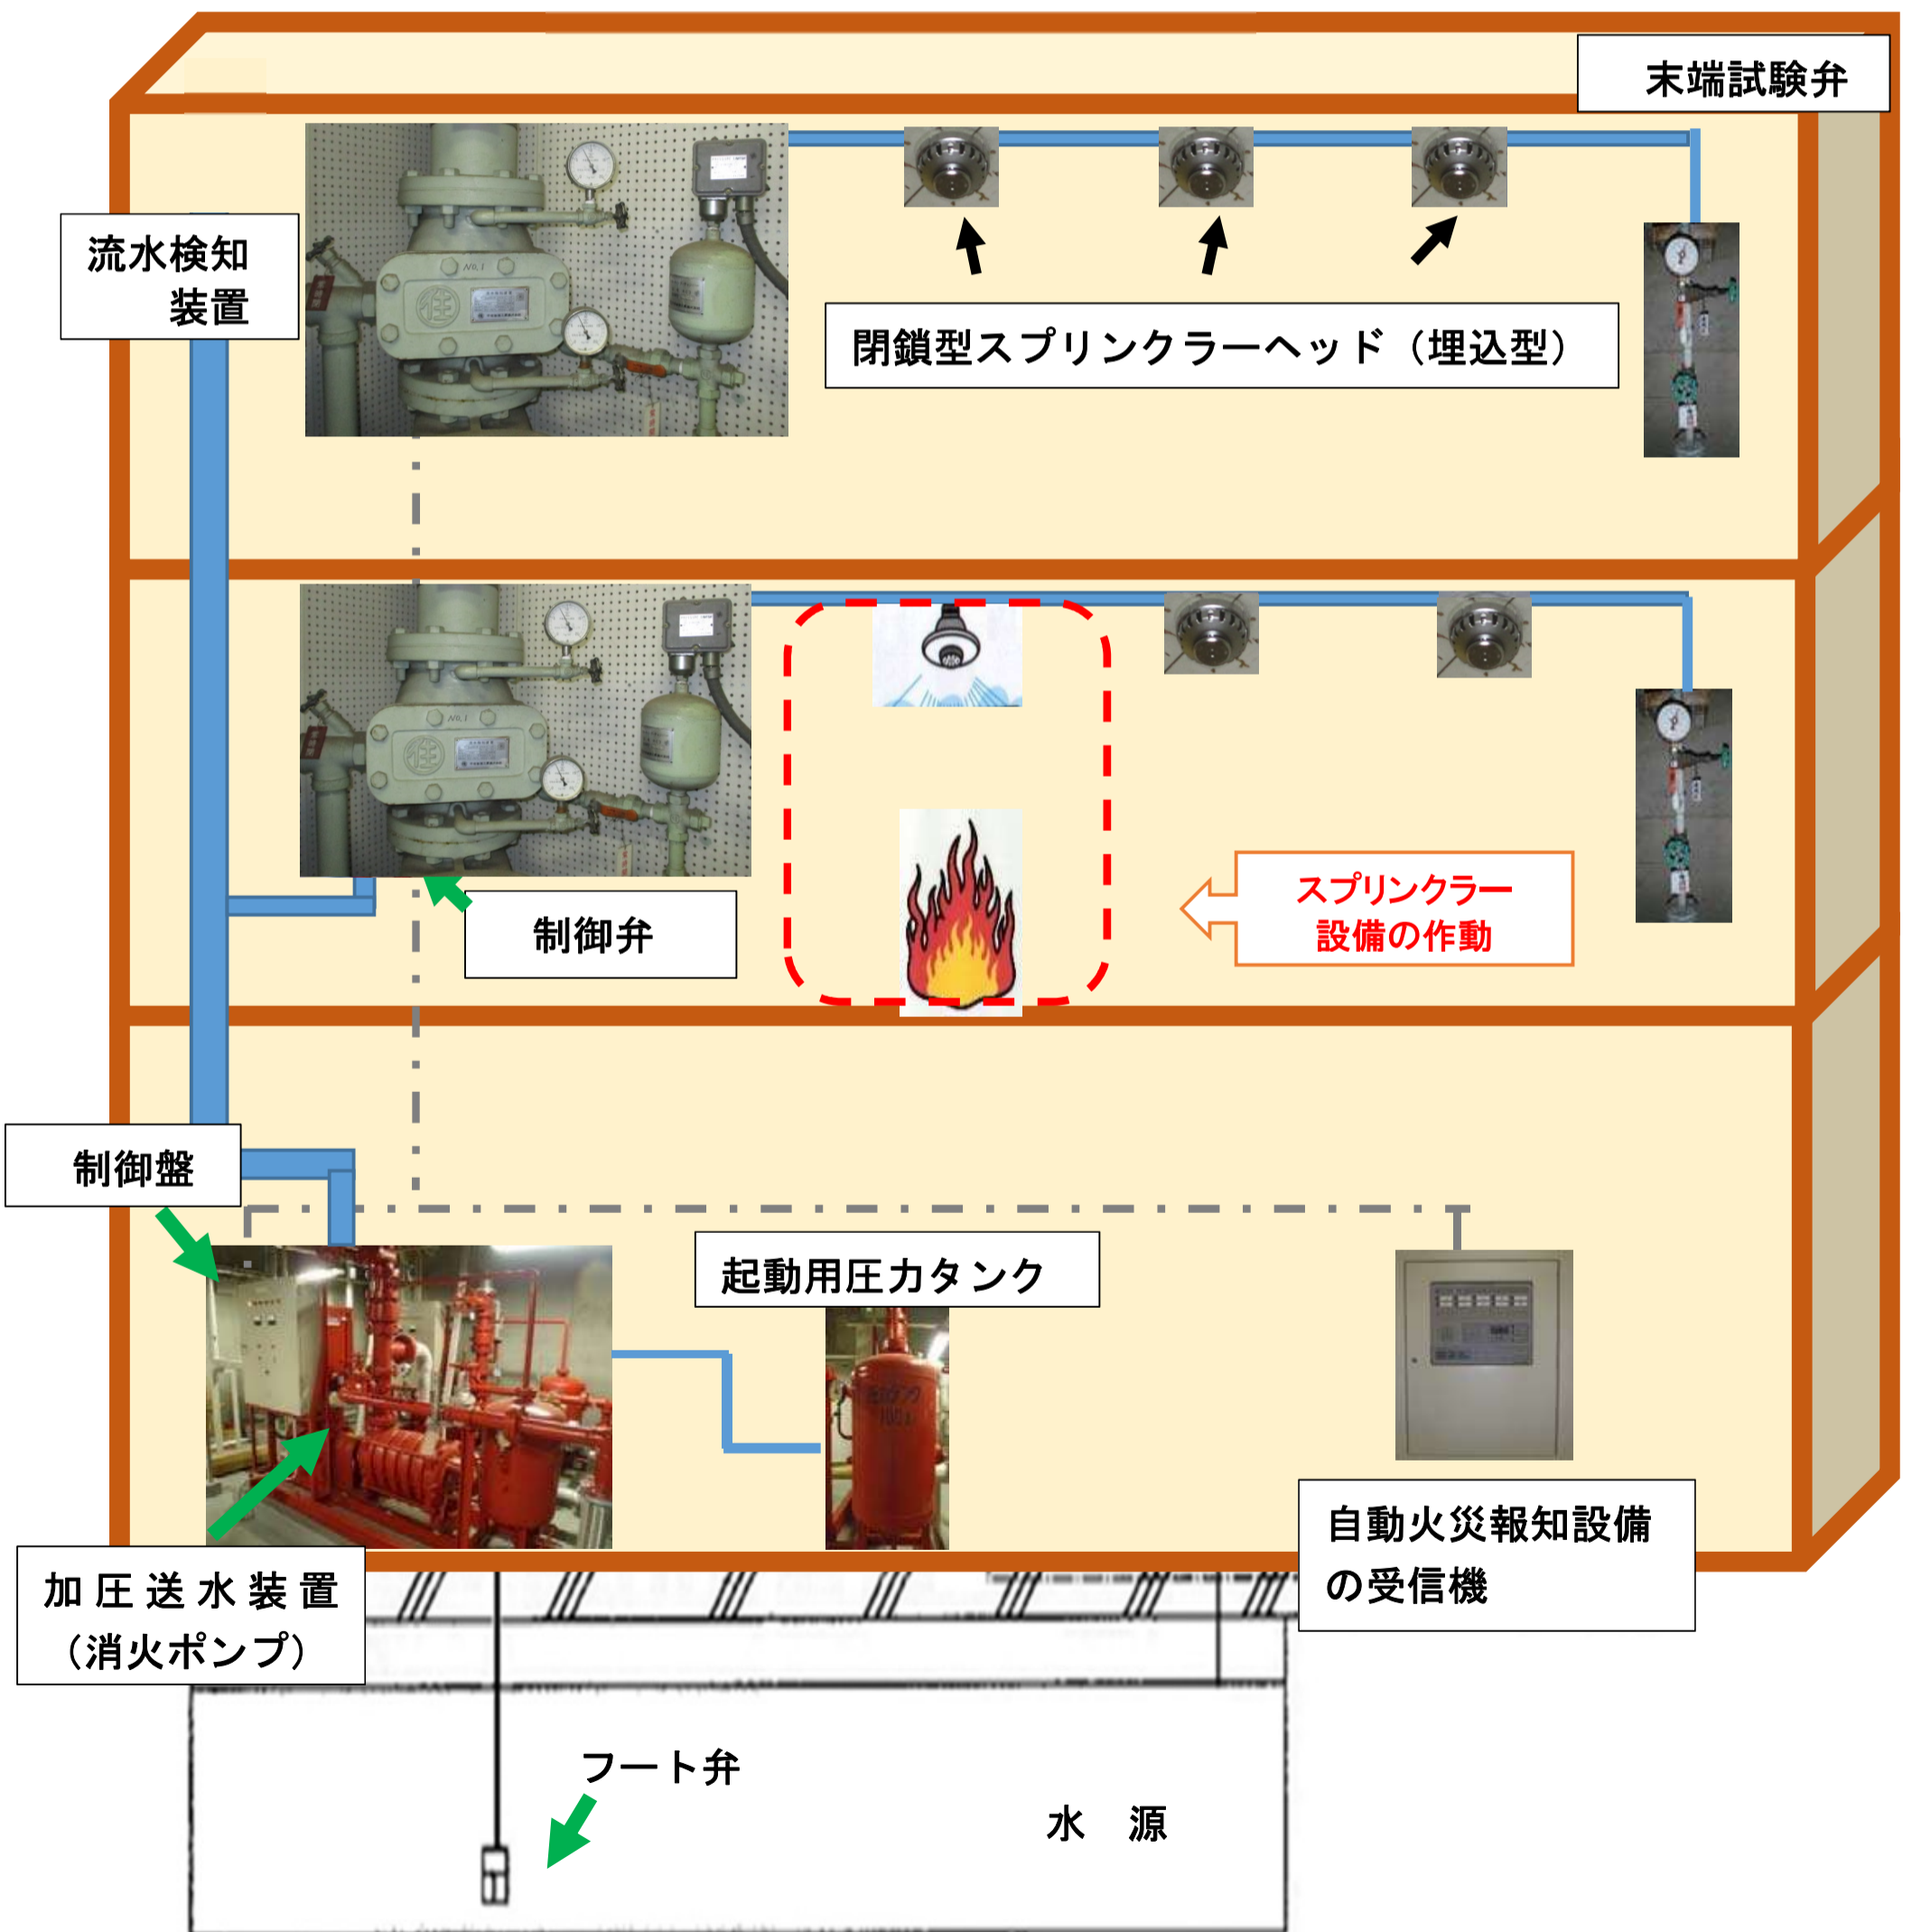 末端試験弁
流水検知
装置
閉鎖型スプリンクラーヘッド（埋込型）
スプリンクラー
設備の作動
制御弁
制御盤
起動用圧力タンク
自動火災報知設備
の受信機
加圧送水装置
（消火ポンプ）
フート弁
水　源